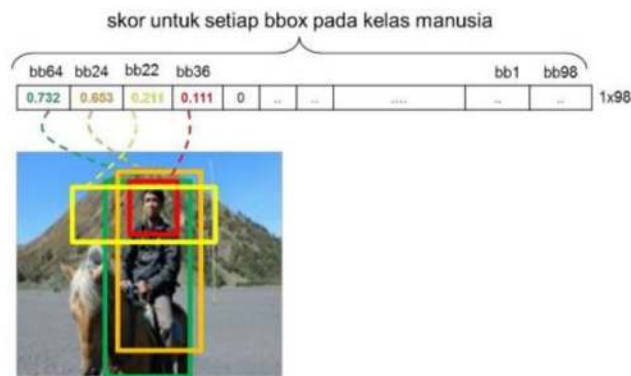 skor untuk setiap bbox pada kelas manusia
bb64 bb24 bb22 bb36 bb1 bb98
0.732 0.653 0.211 0.111 0 .. .. ..... .. .. 1x98